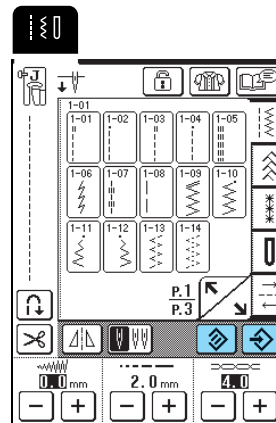 J
1-01
1-01 1-02 1-03 1-04 1-05
1-06 1-07 1-08 1-09 1-10
1-11 1-12 1-13 1-14
P.1
P.3
0.0 mm 2.0 mm 4.0
- + - + - +